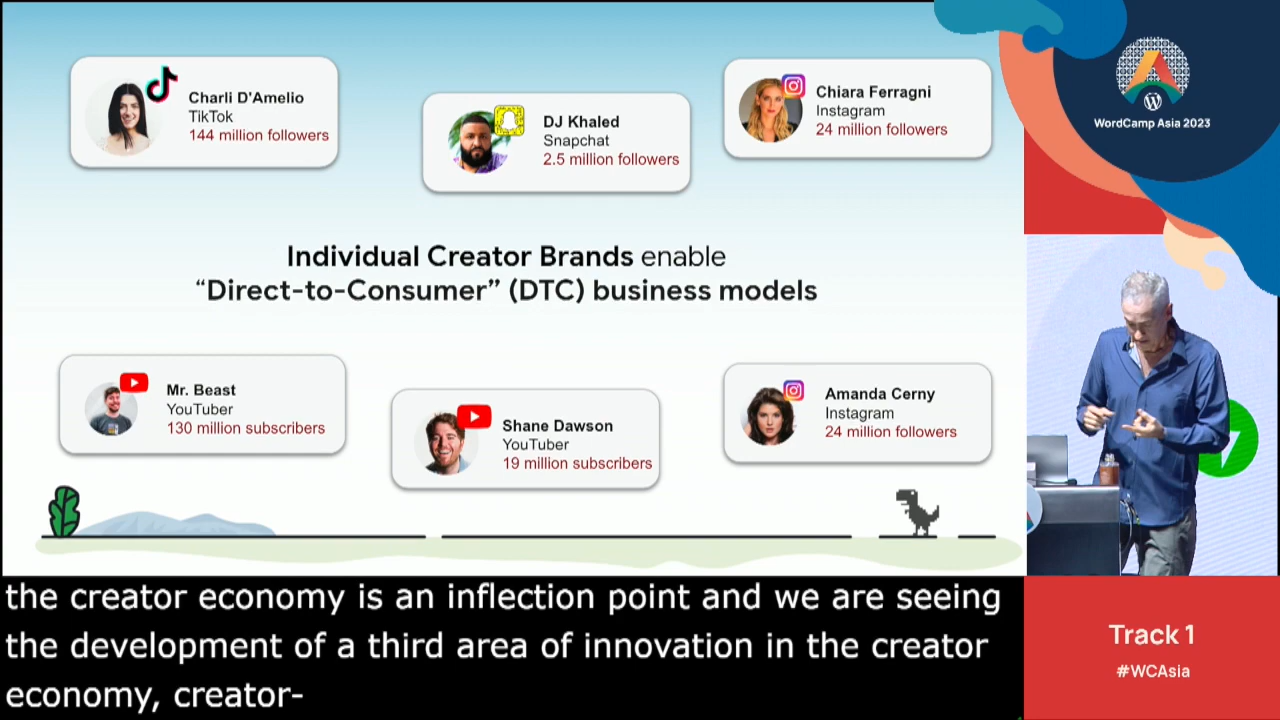 Charli D'Amelio
TikTok
144 million followers
DJ Khaled
Snapchat
2.5 million followers
Chiara Ferragni
Instagram
24 million followers
WordCamp Asia 2023
Individual Creator Brands enable
“Direct-to-Consumer” (DTC) business models
Mr. Beast
YouTuber
130 million subscribers
Shane Dawson
YouTuber
19 million subscribers
Amanda Cerny
Instagram
24 million followers
the creator economy is an inflection point and we are seeing
the development of a third area of innovation in the creator
economy, creator-
Track 1
#WCAsia